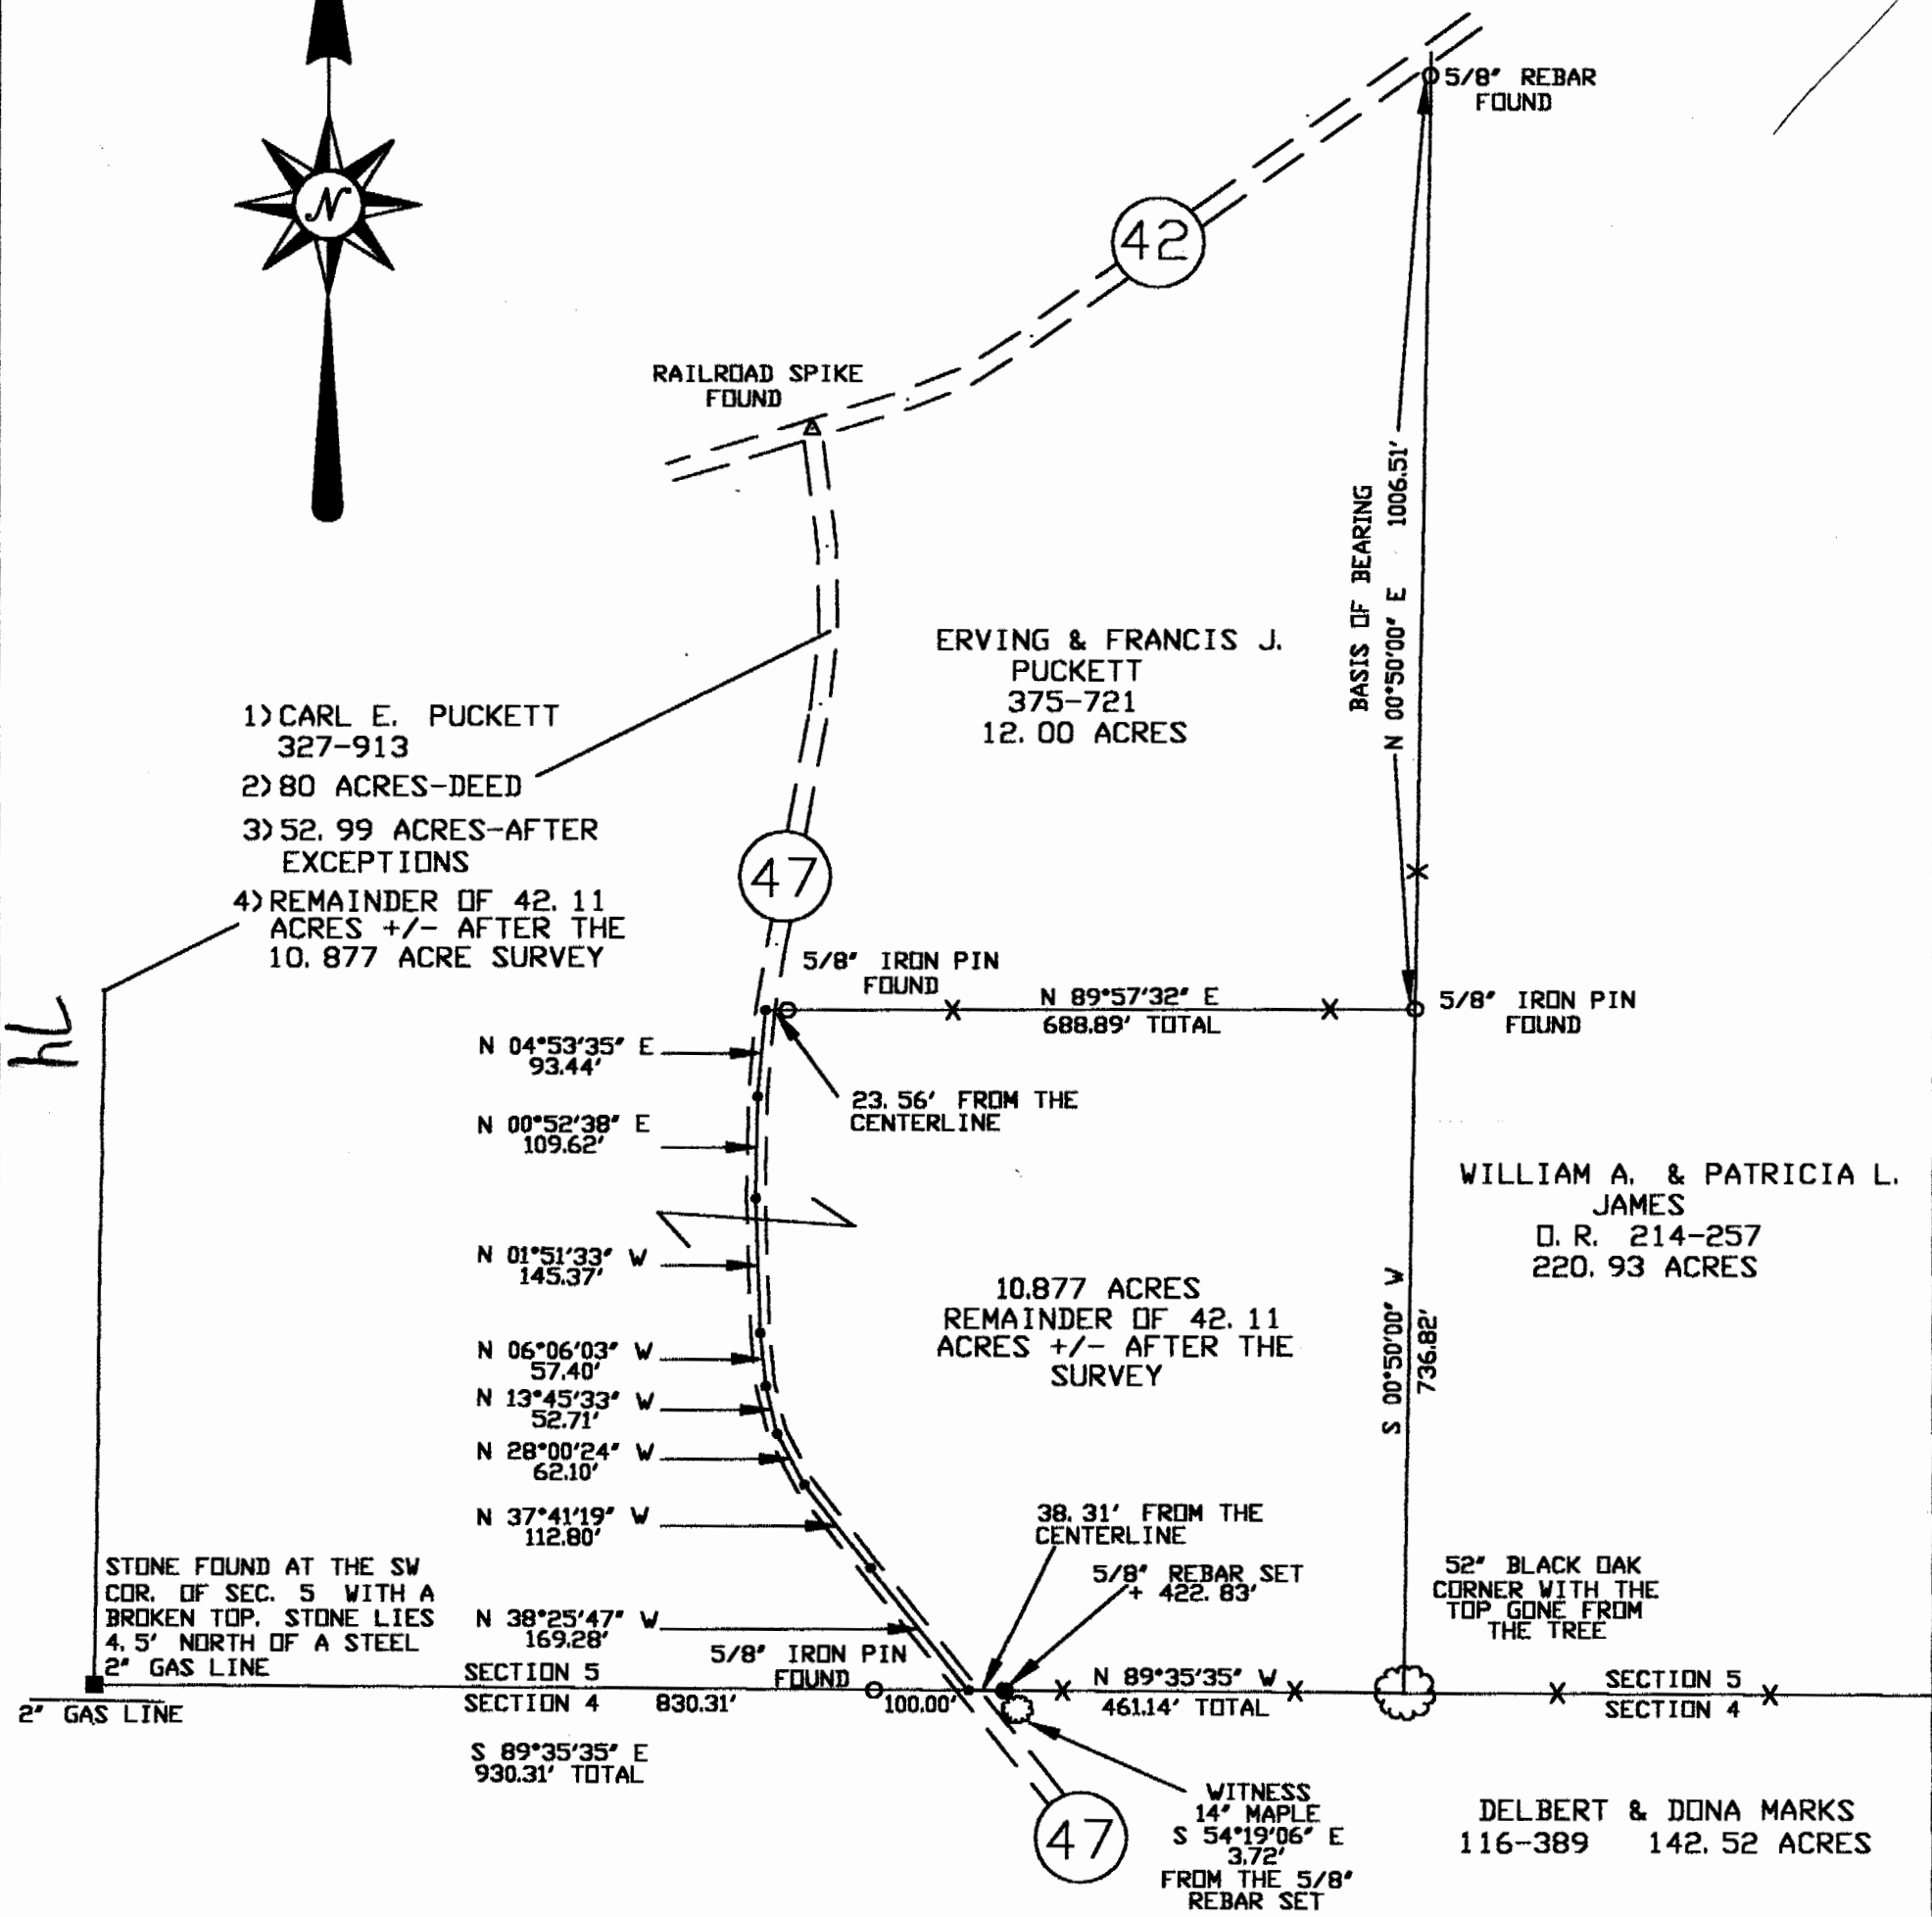 N
5/8" REBAR
FOUND
42
RAILROAD SPIKE
FOUND
BASIS OF BEARING
N 00°50'00" E 1006.51'
ERVING & FRANCIS J.
PUCKETT
375-721
12.00 ACRES
1) CARL E. PUCKETT
327-913
2) 80 ACRES-DEED
3) 52.99 ACRES-AFTER
EXCEPTIONS
4) REMAINDER OF 42.11
ACRES +/- AFTER THE
10.877 ACRE SURVEY
47
5/8" IRON PIN
FOUND
N 89°57'32" E
688.89' TOTAL
5/8" IRON PIN
FOUND
N 04°53'35" E
93.44'
23.56' FROM THE
CENTERLINE
N 00°52'38" E
109.62'
WILLIAM A. & PATRICIA L.
JAMES
O.R. 214-257
220.93 ACRES
N 01°51'33" W
145.37'
10.877 ACRES
REMAINDER OF 42.11
ACRES +/- AFTER THE
SURVEY
S 00°50'00" W
736.82'
N 06°06'03" W
57.40'
N 13°45'33" W
52.71'
N 28°00'24" W
62.10'
N 37°41'19" W
112.80'
38.31' FROM THE
CENTERLINE
5/8" REBAR SET
+ 422.83'
52" BLACK OAK
CORNER WITH THE
TOP GONE FROM
THE TREE
STONE FOUND AT THE SW
COR. OF SEC. 5 WITH A
BROKEN TOP. STONE LIES
4.5' NORTH OF A STEEL
2" GAS LINE
N 38°25'47" W
169.28'
5/8" IRON PIN
FOUND
SECTION 5
SECTION 4
830.31'
100.00'
N 89°35'35" W
461.14' TOTAL
SECTION 5
SECTION 4
2" GAS LINE
S 89°35'35" E
930.31' TOTAL
WITNESS
14" MAPLE
S 54°19'06" E
3.72'
FROM THE 5/8"
REBAR SET
47
DELBERT & DONA MARKS
116-389 142.52 ACRES